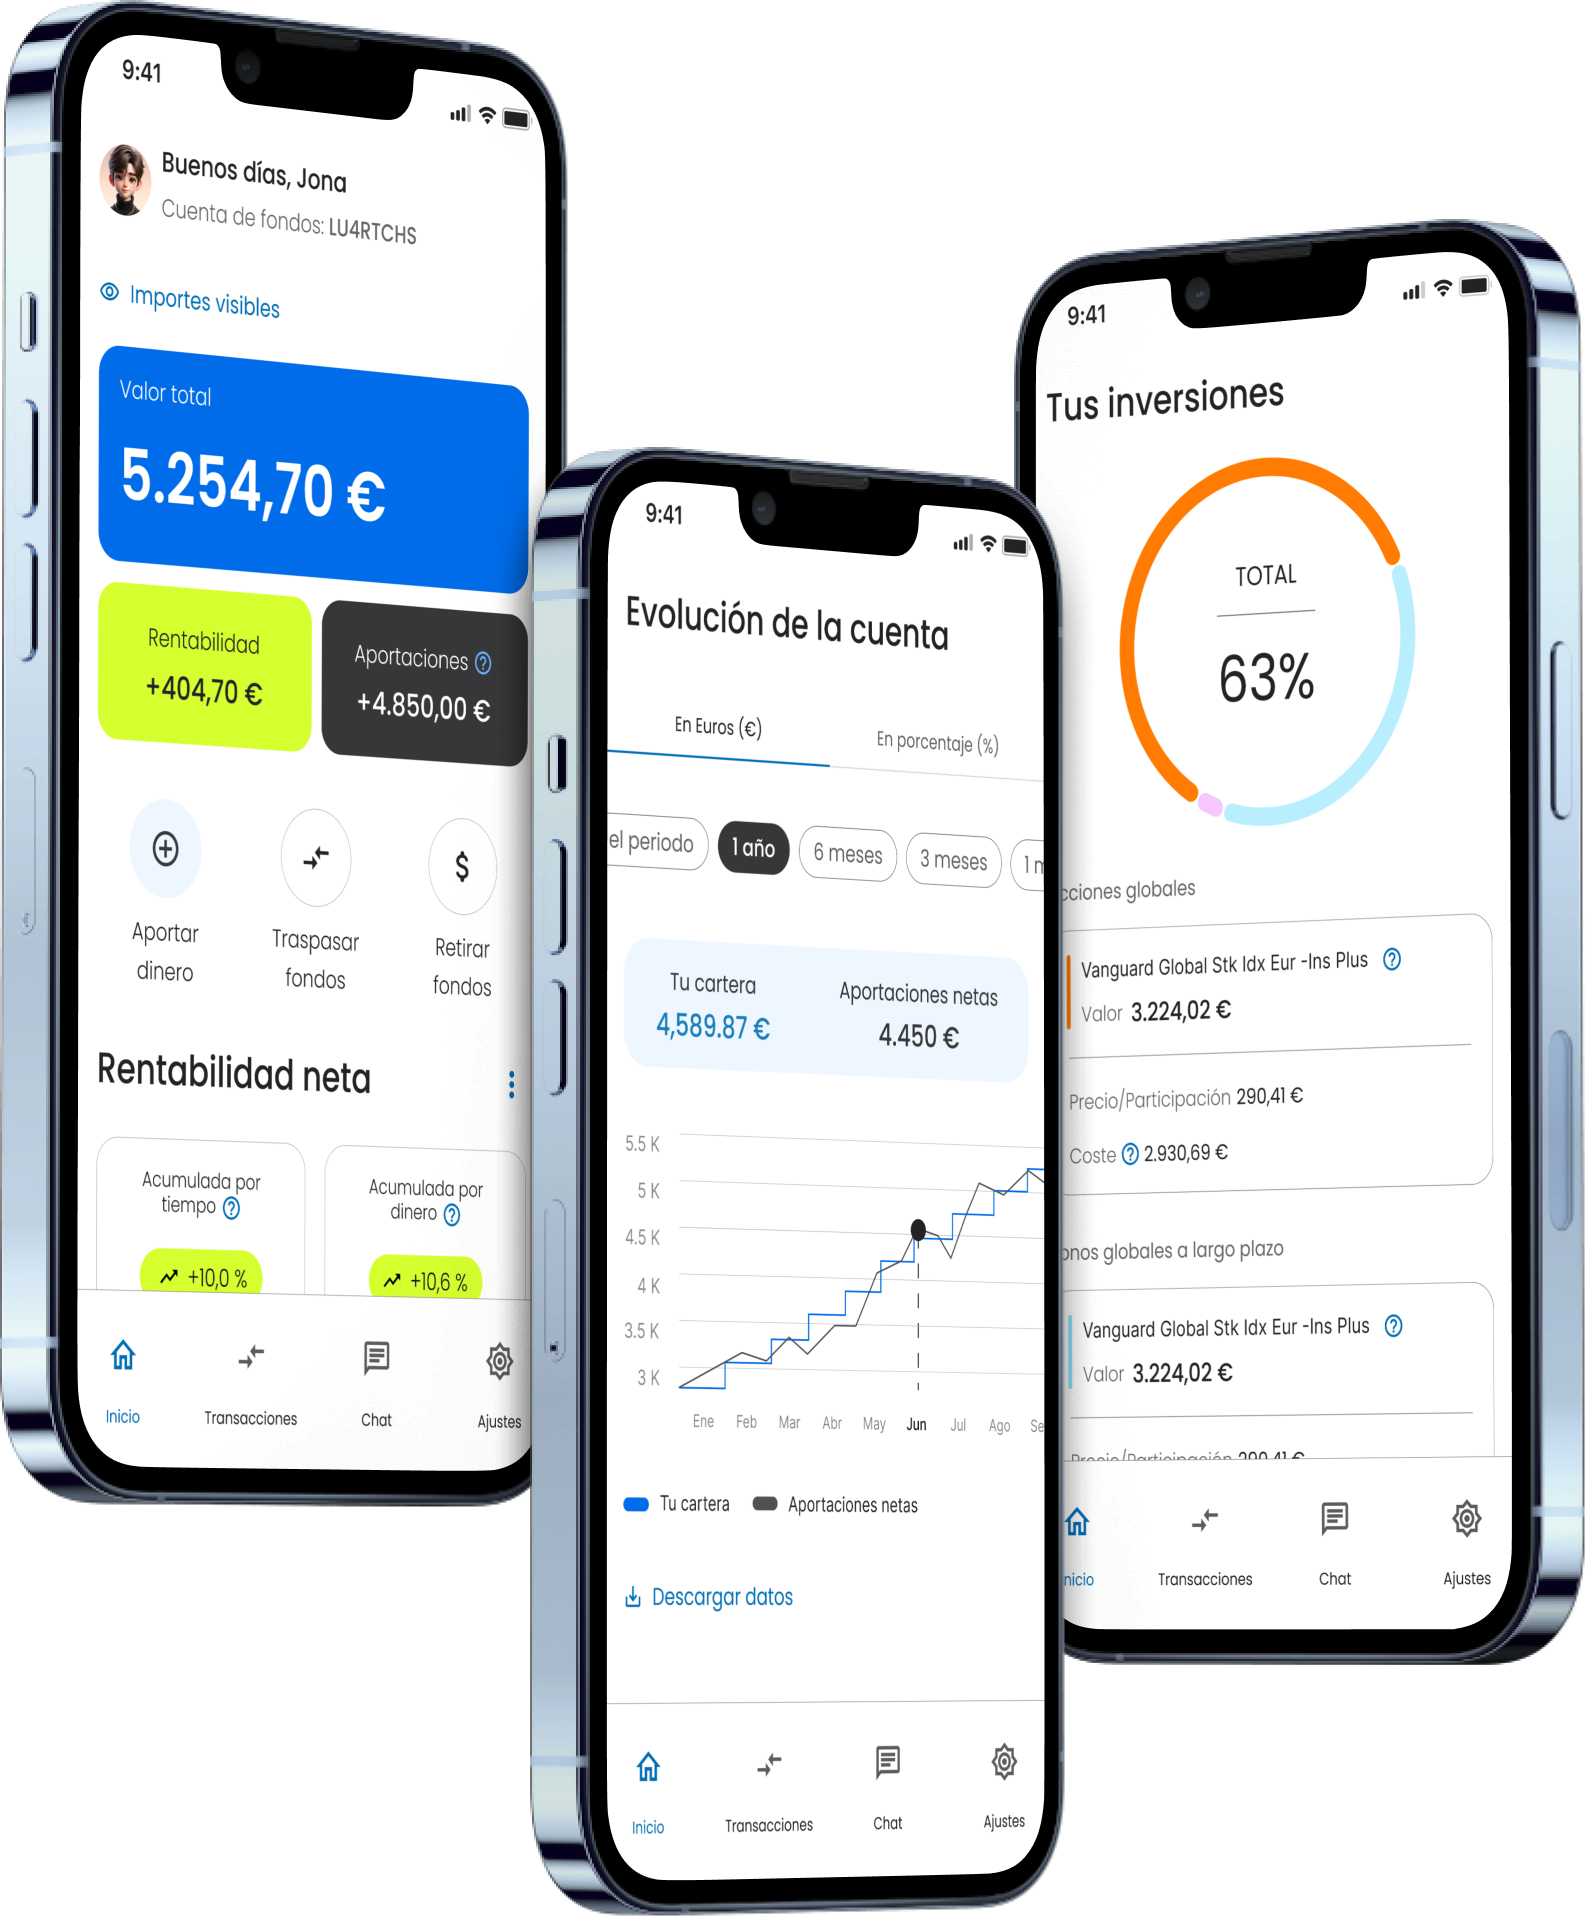 9:41
Buenos días, Jona
Cuenta de fondos: LU4RTCHS
Importes visibles
Valor total
5.254,70 €
Rentabilidad
+404,70 €
Aportaciones ?
+4.850,00 €
Aportar
dinero
Traspasar
fondos
$
Retirar
fondos
Rentabilidad neta
Acumulada por
tiempo ?
+10,0 %
Acumulada por
dinero ?
+10,6 %
Inicio
Transacciones
Chat
Ajustes
9:41
Evolución de la cuenta
En Euros (€)
En porcentaje (%)
el periodo
1 año
6 meses
3 meses
1 m
Tu cartera
4,589.87 €
Aportaciones netas
4.450 €
5.5 K
5 K
4.5 K
4 K
3.5 K
3 K
Ene Feb Mar Abr May Jun Jul Ago Se
Tu cartera
Aportaciones netas
Descargar datos
Inicio
Transacciones
Chat
Ajustes
9:41
Tus inversiones
TOTAL
63%
cciones globales
Vanguard Global Stk Idx Eur -Ins Plus ?
Valor 3.224,02 €
Precio/Participación 290,41 €
Coste ? 2.930,69 €
onos globales a largo plazo
Vanguard Global Stk Idx Eur -Ins Plus ?
Valor 3.224,02 €
Precio/Participación 290,41 €
nicio
Transacciones
Chat
Ajustes